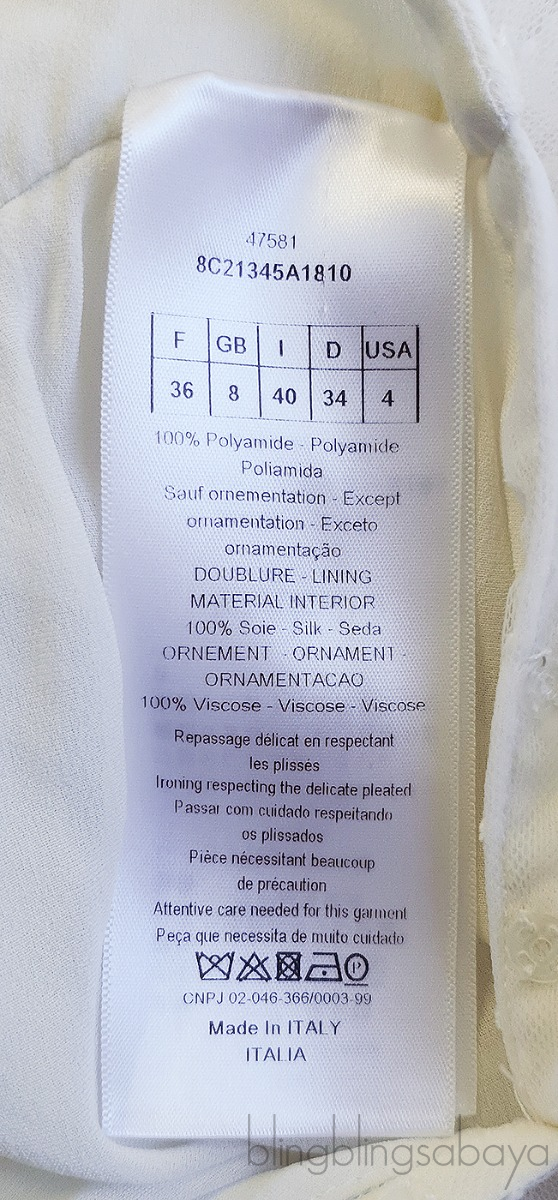 47581
8C21345A1810
F GB I D USA
36 8 40 34 4
100% Polyamide - Polyamide
Poliamida
Sauf ornementation - Except
ornamentation - Exceto
ornamentação
DOUBLURE - LINING
MATERIAL INTERIOR
100% Soie - Silk - Seda
ORNEMENT - ORNAMENT -
ORNAMENTACAO
100% Viscose - Viscose - Viscose
Repassage délicat en respectant
les plissés
Ironing respecting the delicate pleated
Passar com cuidado respeitando
os plissados
Pièce nécessitant beaucoup
de précaution
Attentive care needed for this garment
Peça que necessita de muito cuidado
P
CNPJ 02-046-366/0003-99
Made In ITALY
ITALIA
blingblingsabaya